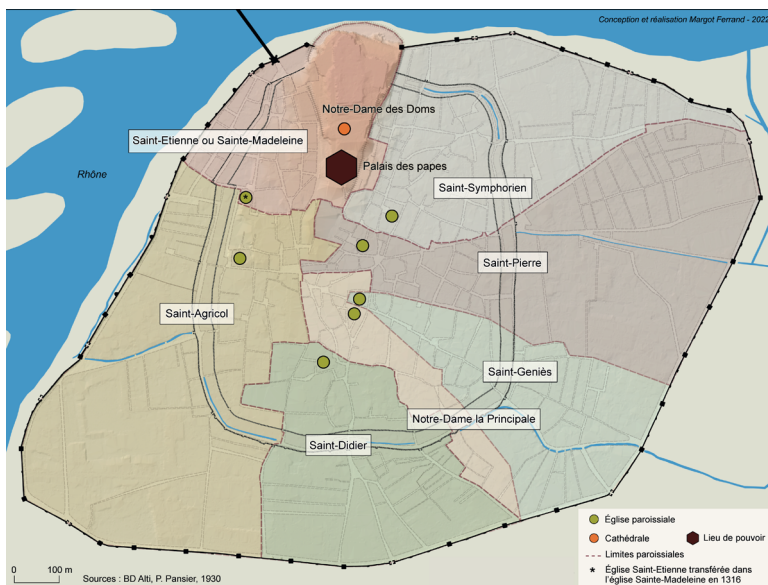 Conception et réalisation Margot Ferrand - 2022
Notre-Dame des Doms
Saint-Etienne ou Sainte-Madeleine
Palais des papes
Rhône
Saint-Symphorien
Saint-Pierre
Saint-Agricol
Saint-Geniès
Notre-Dame la Principale
Saint-Didier
Église paroissiale
Cathédrale
Lieu de pouvoir
Limites paroissiales
* Église Saint-Etienne transférée dans
l'église Sainte-Madeleine en 1316
0 100 m
Sources : BD Alti, P. Pansier, 1930